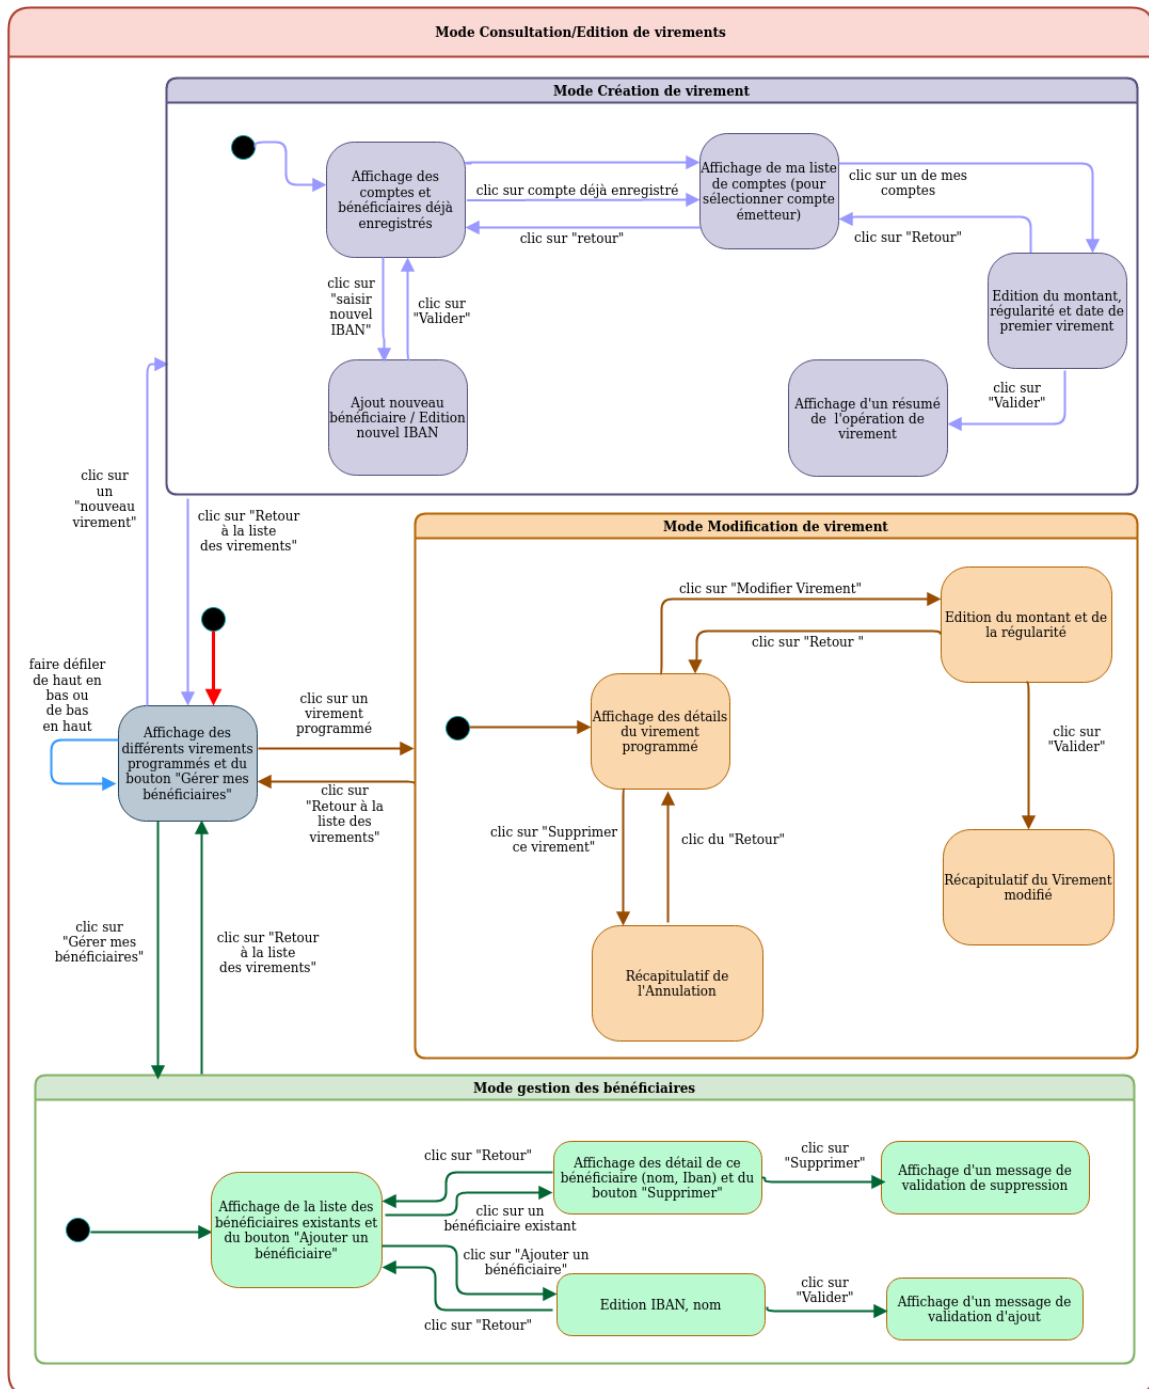 Mode Consultation/Edition de virements
Mode Création de virement
Affichage des
comptes et
bénéficiaires déjà
enregistrés
clic sur compte déjà enregistré
clic sur "retour"
Affichage de ma liste
de comptes (pour
sélectionner compte
émetteur)
clic sur un de mes
comptes
clic sur "Retour"
Edition du montant,
régularité et date de
premier virement
clic sur
"saisir
nouvel
IBAN"
clic sur
"Valider"
Ajout nouveau
bénéficiaire / Edition
nouvel IBAN
clic sur
"Valider"
Affichage d'un résumé
de l'opération de
virement
clic sur
un
"nouveau
virement"
clic sur "Retour
à la liste
des virements"
Mode Modification de virement
clic sur "Modifier Virement"
clic sur "Retour "
Edition du montant et de
la régularité
faire défiler
de haut en
bas ou
de bas
en haut
Affichage des
différents virements
programmés et du
bouton "Gérer mes
bénéficiaires"
clic sur un
virement
programmé
clic sur
"Retour à la
liste des
virements"
Affichage des détails
du virement
programmé
clic sur
"Valider"
clic sur "Supprimer
ce virement"
clic du "Retour"
Récapitulatif du Virement
modifié
Récapitulatif de
l'Annulation
clic sur
"Gérer mes
bénéficiaires"
clic sur "Retour
à la liste
des virements"
Mode gestion des bénéficiaires
Affichage de la liste des
bénéficiaires existants et
du bouton "Ajouter un
bénéficiaire"
clic sur "Retour"
clic sur un
bénéficiaire existant
Affichage des détail de ce
bénéficiaire (nom, Iban) et du
bouton "Supprimer"
clic sur
"Supprimer"
Affichage d'un message de
validation de suppression
clic sur "Ajouter un
bénéficiaire"
clic sur "Retour"
Edition IBAN, nom
clic sur
"Valider"
Affichage d'un message de
validation d'ajout